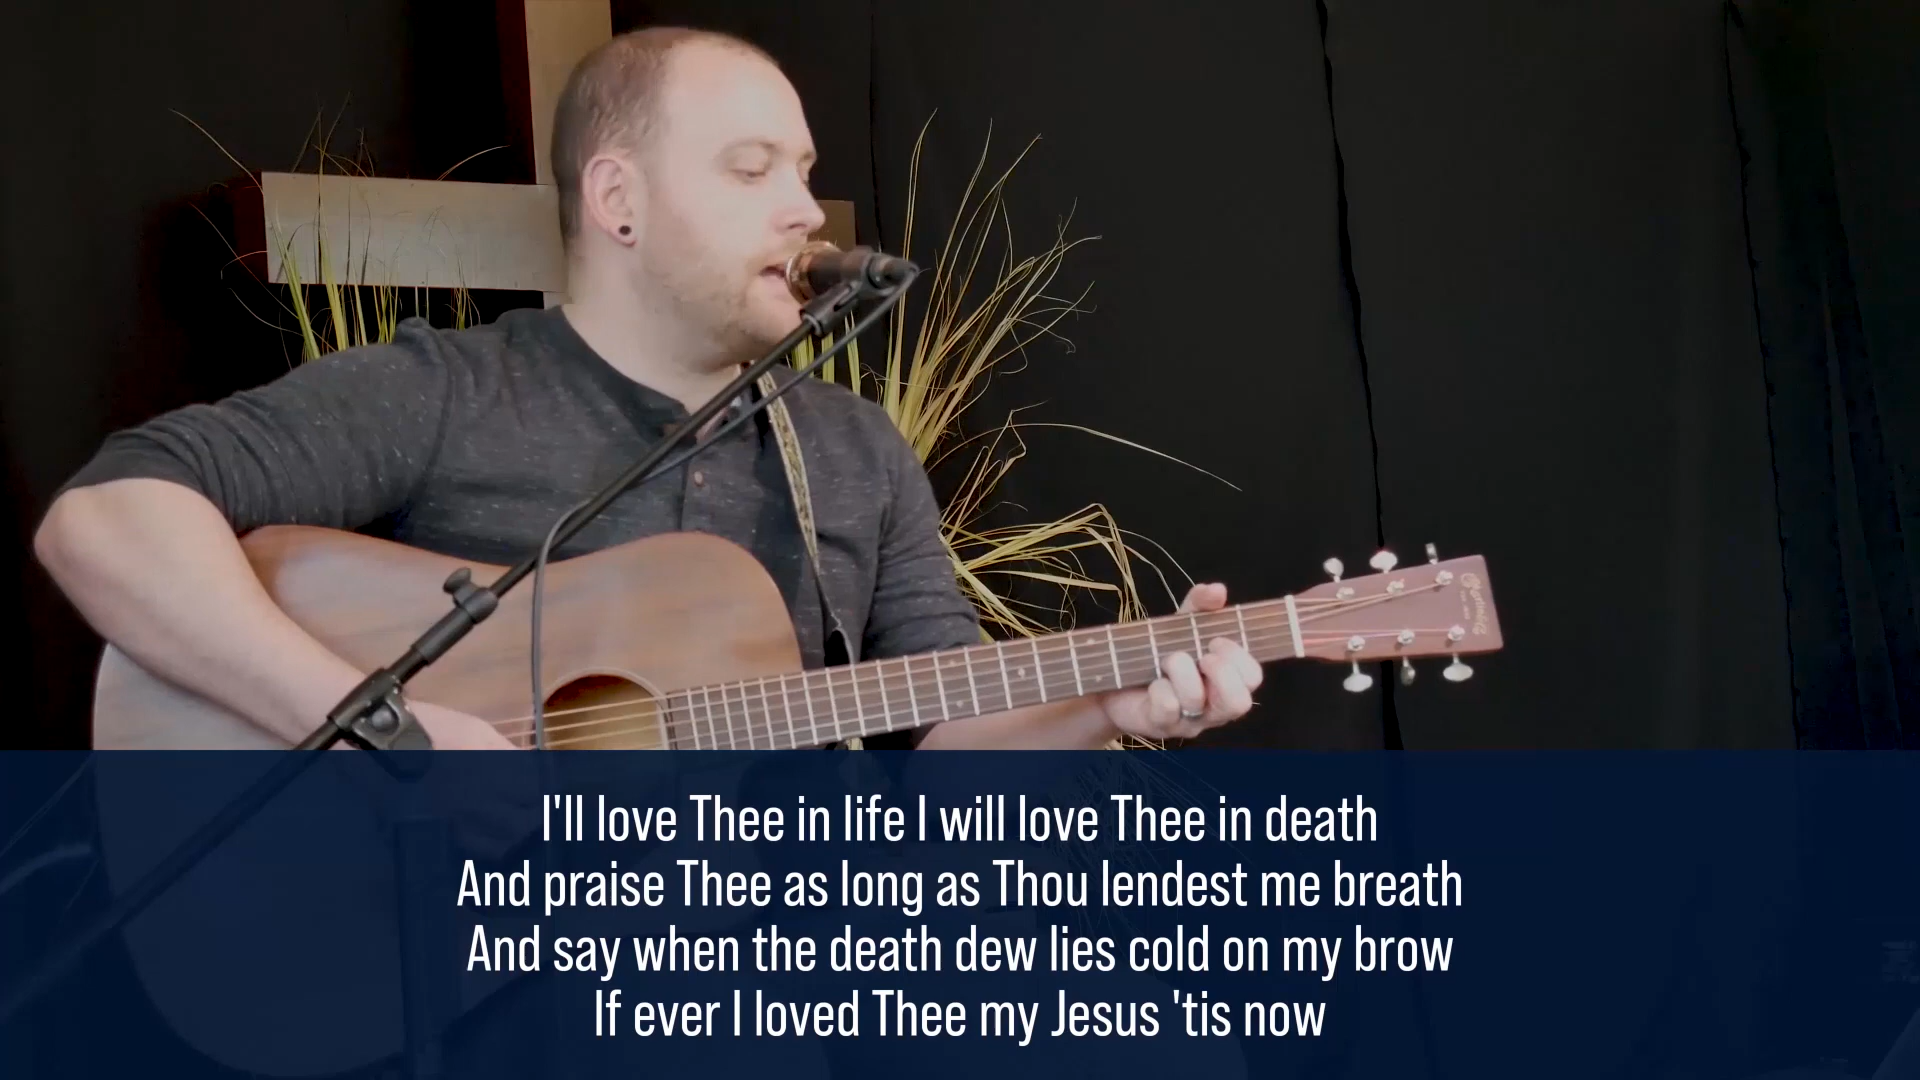 I'll love Thee in life I will love Thee in death
And praise Thee as long as Thou lendest me breath
And say when the death dew lies cold on my brow
If ever I loved Thee my Jesus 'tis now